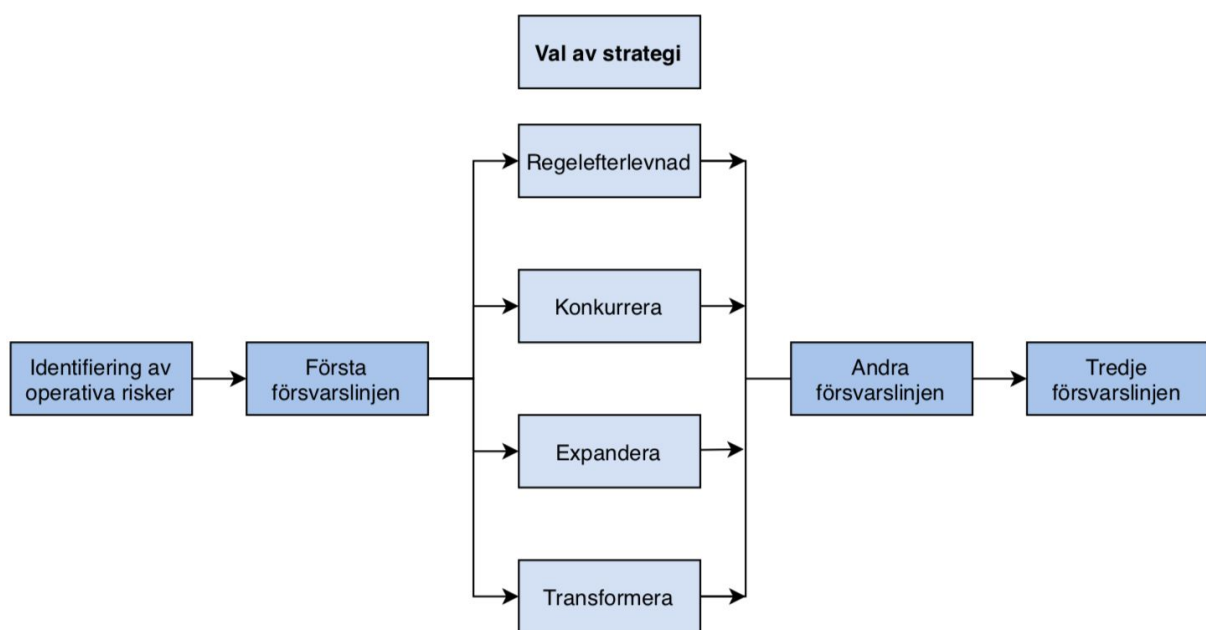 Val av strategi
Regelefterlevnad
Konkurrera
Identifiering av
operativa risker
Första
försvarslinjen
Andra
försvarslinjen
Tredje
försvarslinjen
Expandera
Transformera